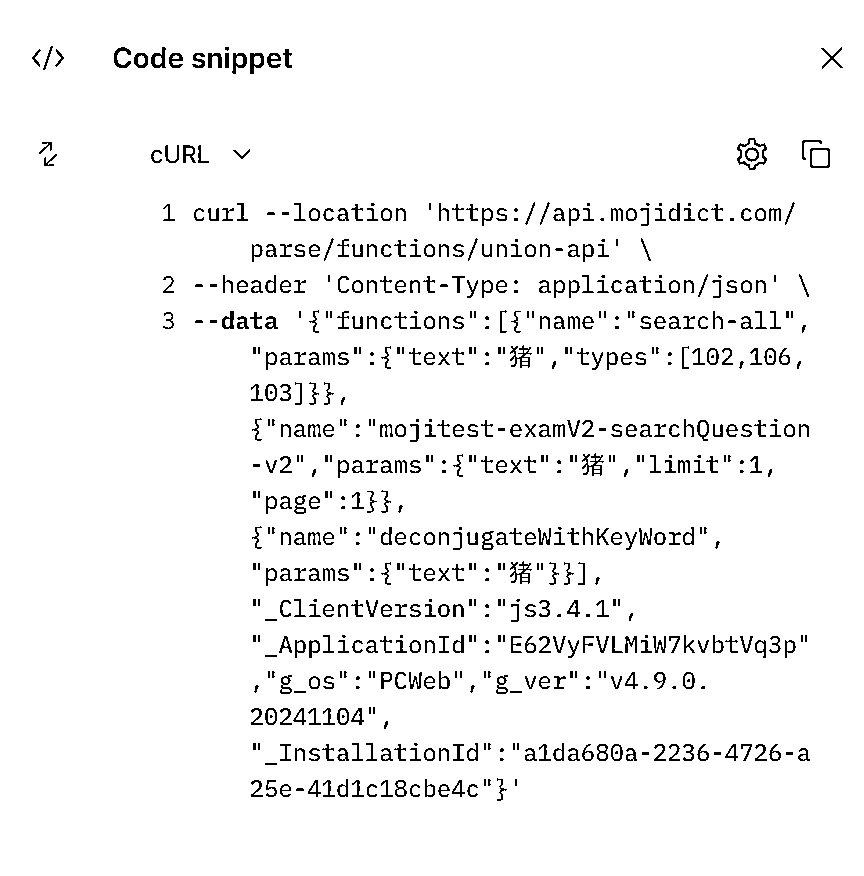 </> Code snippet
cURL
1 curl --location 'https://api.mojidict.com/
parse/functions/union-api' \
2 --header 'Content-Type: application/json' \
3 --data '{"functions":[{"name":"search-all",
"params":{"text":"猪","types":[102,106,
103]}},
{"name":"mojitest-examV2-searchQuestion
-v2","params":{"text":"猪","limit":1,
"page":1}},
{"name":"deconjugateWithKeyWord",
"params":{"text":"猪"}}],
"_ClientVersion":"js3.4.1",
"_ApplicationId":"E62VyFVLMiW7kvbtVq3p"
,"g_os":"PCWeb","g_ver":"v4.9.0.
20241104",
"_InstallationId":"a1da680a-2236-4726-a
25e-41d1c18cbe4c"}'